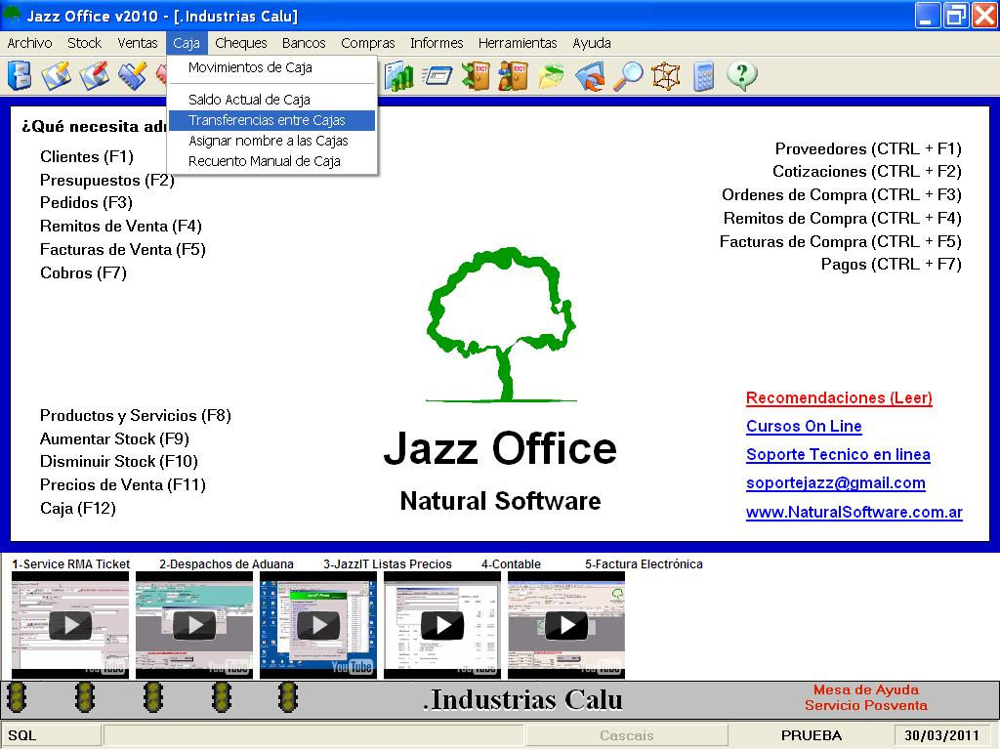 Jazz Office v2010 - [.Industrias Calu]
Archivo Stock Ventas Caja Cheques Bancos Compras Informes Herramientas Ayuda
Movimientos de Caja
Saldo Actual de Caja
Transferencias entre Cajas
Asignar nombre a las Cajas
Recuento Manual de Caja
EXIT
EXIT
¿Qué necesita
Clientes (F1)
Presupuestos (F2)
Pedidos (F3)
Remitos de Venta (F4)
Facturas de Venta (F5)
Cobros (F7)
Proveedores (CTRL + F1)
Cotizaciones (CTRL + F2)
Ordenes de Compra (CTRL + F3)
Remitos de Compra (CTRL + F4)
Facturas de Compra (CTRL + F5)
Pagos (CTRL + F7)
Productos y Servicios (F8)
Aumentar Stock (F9)
Disminuir Stock (F10)
Precios de Venta (F11)
Caja (F12)
Jazz Office
Natural Software
Recomendaciones (Leer)
Cursos On Line
Soporte Tecnico en linea
soportejazz@gmail.com
www.NaturalSoftware.com.ar
1-Service RMA Ticket 2-Despachos de Aduana 3-JazzIT Listas Precios 4-Contable 5-Factura Electrónica
YouTube YouTube YouTube YouTube YouTube
.Industrias Calu
Mesa de Ayuda
Servicio Posventa
SQL Cascais PRUEBA 30/03/2011